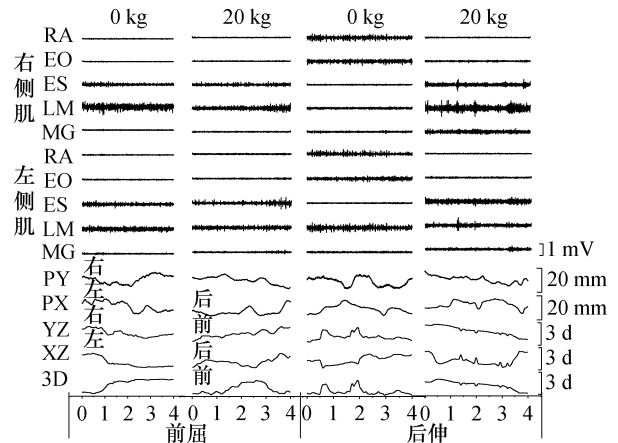 0 kg 20 kg 0 kg 20 kg
右侧肌
RA
EO
ES
LM
MG
左侧肌
RA
EO
ES
LM
MG
1 mV
PY 右 左 20 mm
PX 右 左 后 前 20 mm
YZ 3 d
XZ 后 前 3 d
3D 3 d
0 1 2 3 4 0 1 2 3 4 0 1 2 3 4 0 1 2 3 4
前屈 后伸